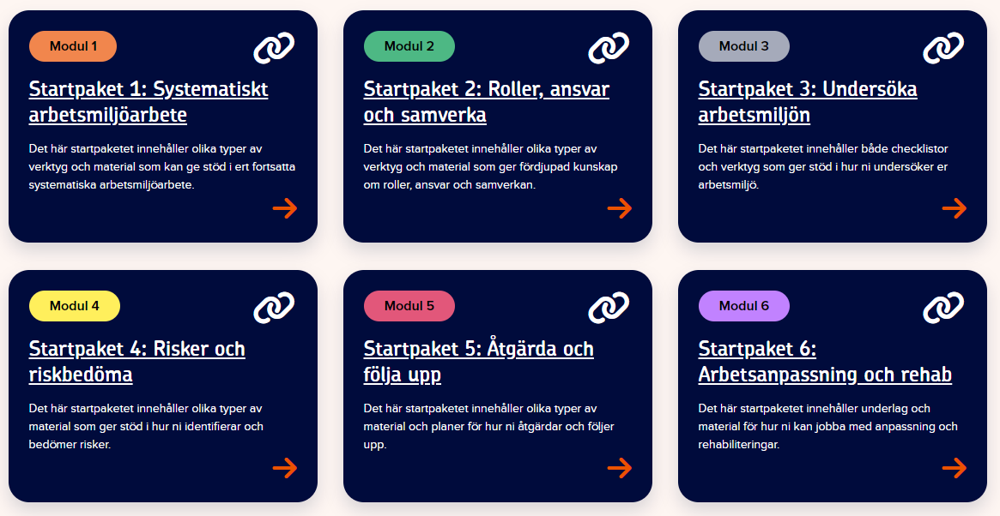 Modul 1
Startpaket 1: Systematiskt
arbetsmiljöarbete
Det här startpaketet innehåller olika typer av
verktyg och material som kan ge stöd i ert fortsatta
systematiska arbetsmiljöarbete.
Modul 2
Startpaket 2: Roller, ansvar
och samverka
Det här startpaketet innehåller olika typer av
verktyg och material som ger fördjupad kunskap
om roller, ansvar och samverkan.
Modul 3
Startpaket 3: Undersöka
arbetsmiljön
Det här startpaketet innehåller både checklistor
och verktyg som ger stöd i hur ni undersöker er
arbetsmiljö.
Modul 4
Startpaket 4: Risker och
riskbedöma
Det här startpaketet innehåller olika typer av
material som ger stöd i hur ni identifierar och
bedömer risker.
Modul 5
Startpaket 5: Åtgärda och
följa upp
Det här startpaketet innehåller olika typer av
material och planer för hur ni åtgärdar och följer
upp.
Modul 6
Startpaket 6:
Arbetsanpassning och rehab
Det här startpaketet innehåller underlag och
material för hur ni kan jobba med anpassning och
rehabiliteringar.